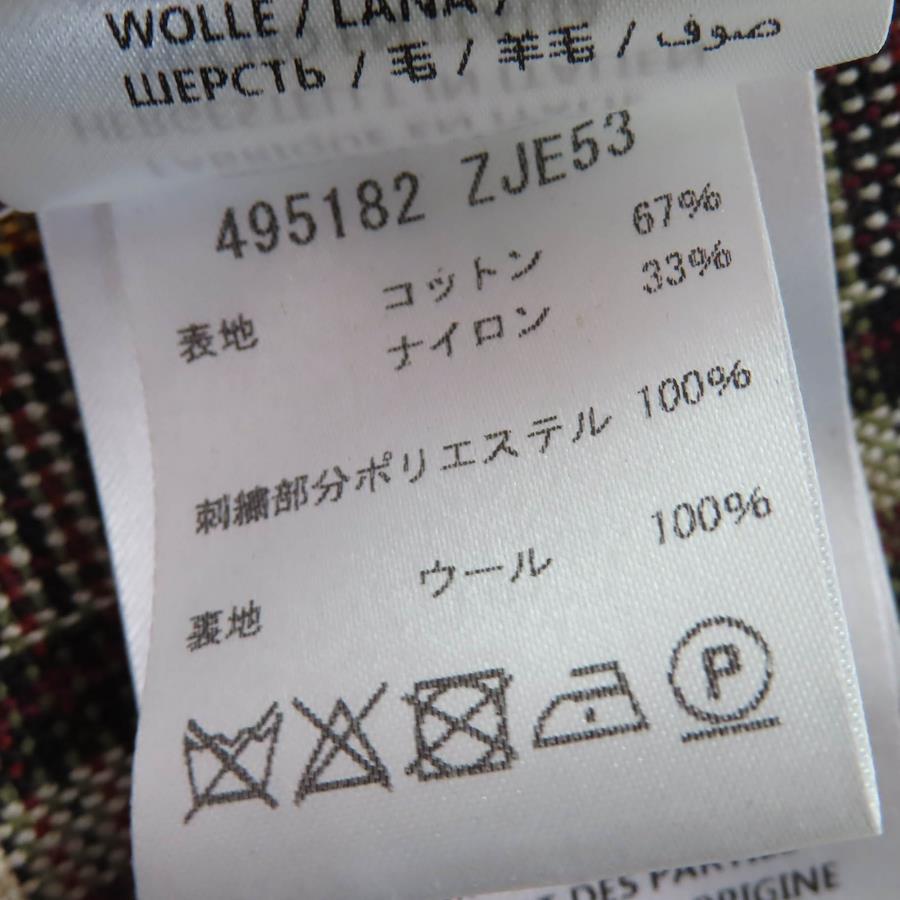 WOLLE / LANA /
ШЕРСТЬ / 毛 / 羊毛 / صوف
495182 ZJE53
表地 コットン 67%
ナイロン 33%
刺繍部分ポリエステル 100%
裏地 ウール 100%
P
DES PARTIES
ORIGINE